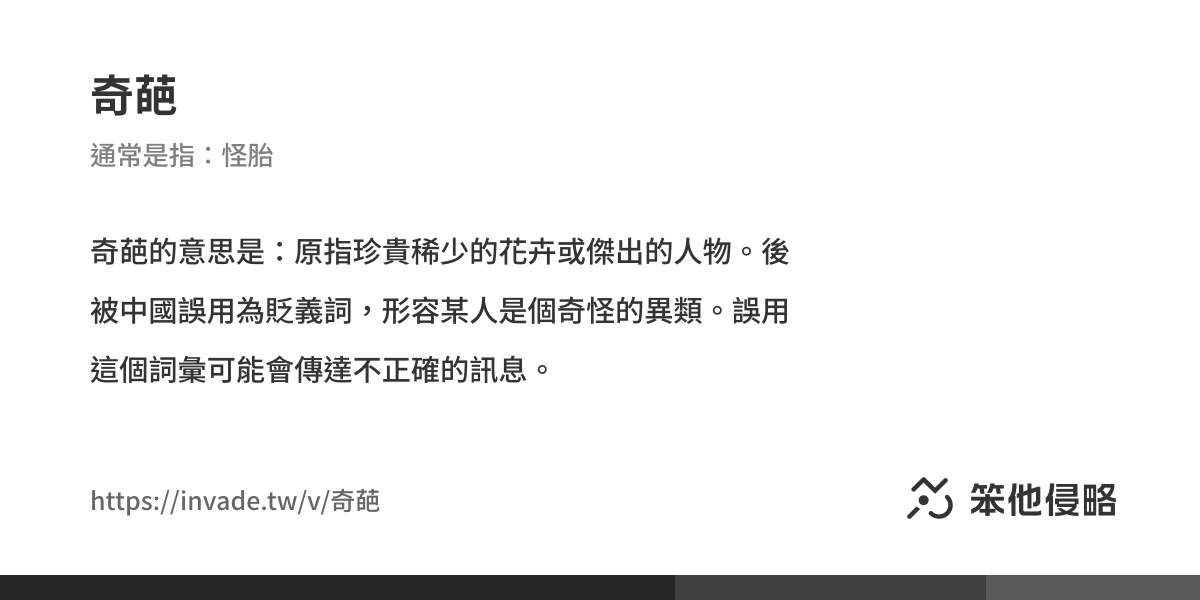 奇葩
通常是指：怪胎
奇葩的意思是：原指珍貴稀少的花卉或傑出的人物。後
被中國誤用為貶義詞，形容某人是個奇怪的異類。誤用
這個詞彙可能會傳達不正確的訊息。
https://invade.tw/v/奇葩
笨他侵略